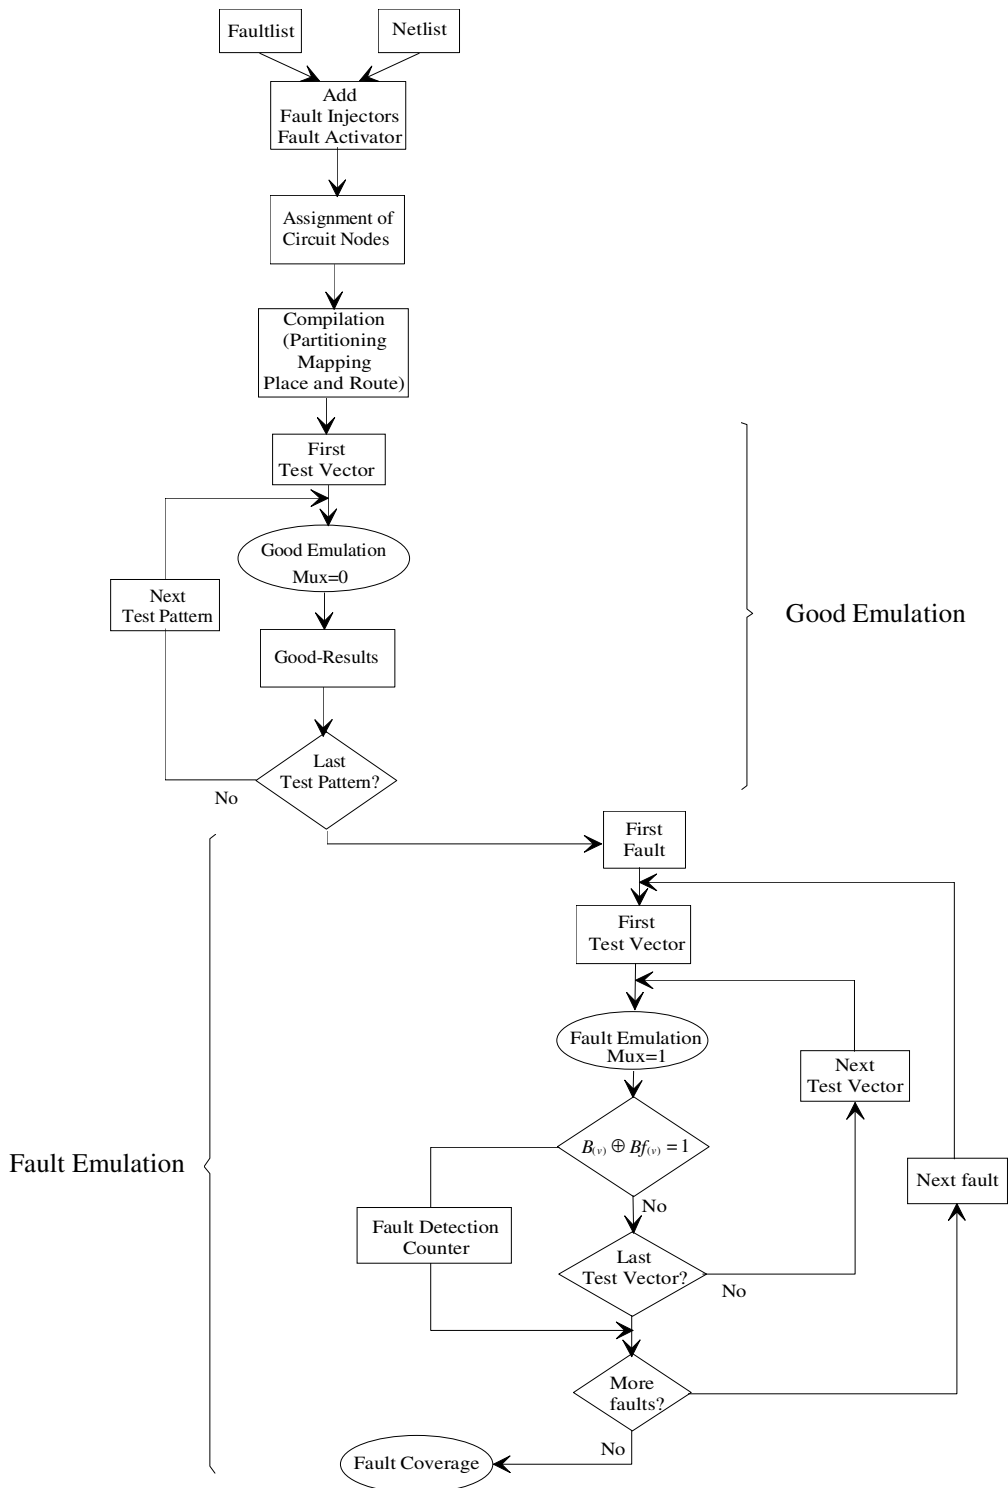 Faultlist
Netlist
Add
Fault Injectors
Fault Activator
Assignment of
Circuit Nodes
Compilation
(Partitioning
Mapping
Place and Route)
First
Test Vector
Good Emulation
Mux=0
Next
Test Pattern
Good-Results
Good Emulation
Last
Test Pattern?
No
First
Fault
First
Test Vector
Fault Emulation
Mux=1
Next
Test Vector
B(v) ⊕ Bf(v) = 1
Fault Emulation
Next fault
No
Fault Detection
Counter
Last
Test Vector?
No
More
faults?
No
Fault Coverage